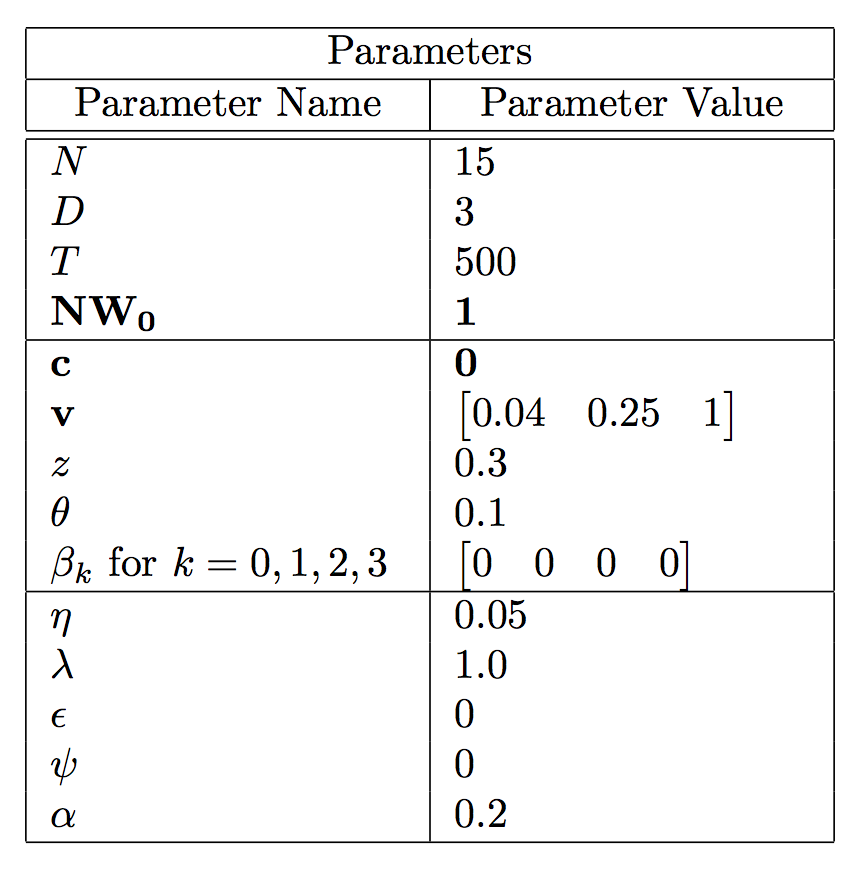 Parameters
Parameter Name Parameter Value
N 15
D 3
T 500
NW₀ 1
c 0
v [0.04 0.25 1]
z 0.3
θ 0.1
βₖ for k = 0, 1, 2, 3 [0 0 0 0]
η 0.05
λ 1.0
ϵ 0
ψ 0
α 0.2